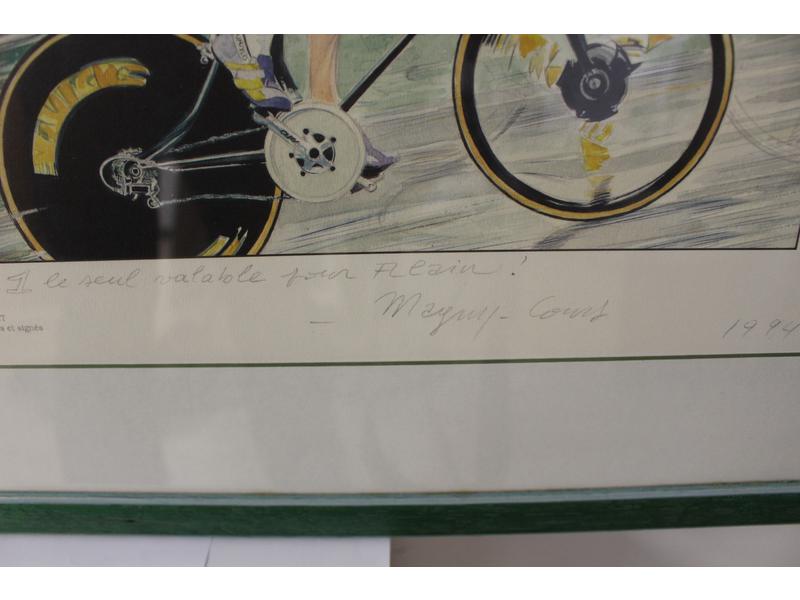 1 le seul valable pour Alain !
Magny-Cours
1994
s et signés